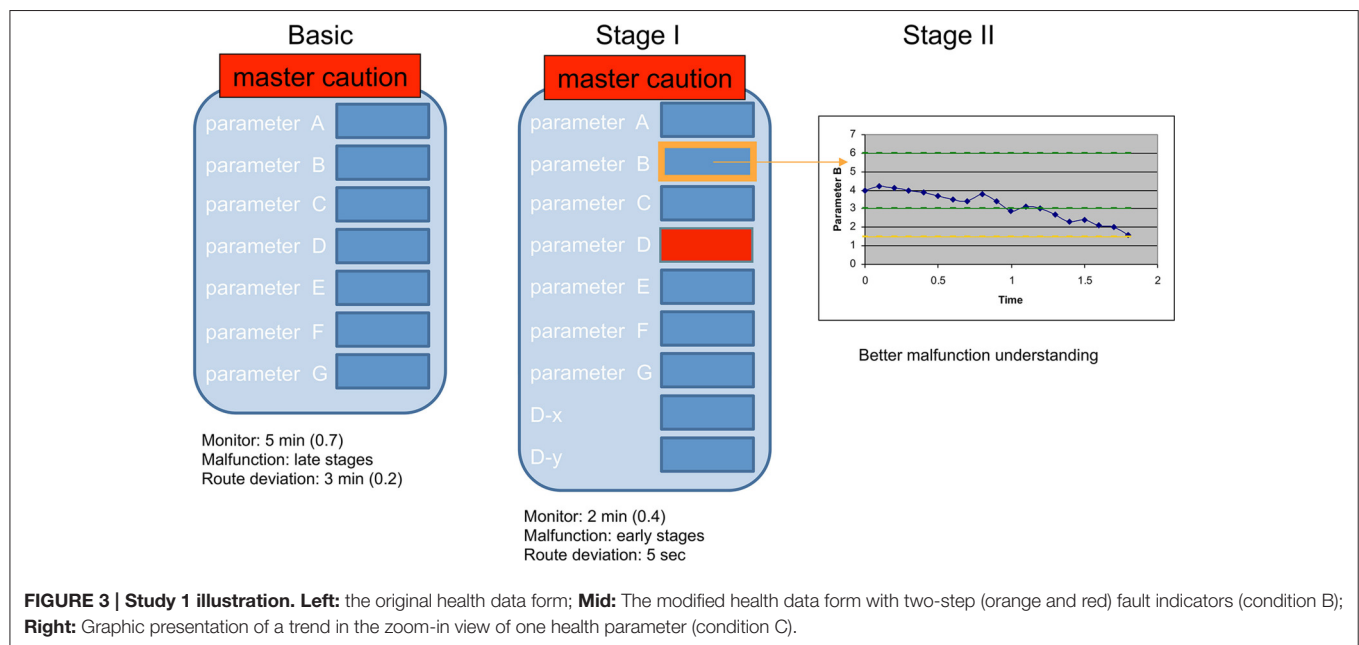 Basic
master caution
parameter A
parameter B
parameter C
parameter D
parameter E
parameter F
parameter G
Monitor: 5 min (0.7)
Malfunction: late stages
Route deviation: 3 min (0.2)
Stage I
master caution
parameter A
parameter B
parameter C
parameter D
parameter E
parameter F
parameter G
D-x
D-y
Monitor: 2 min (0.4)
Malfunction: early stages
Route deviation: 5 sec
Stage II
Parameter B
7
6
5
4
3
2
1
0
0 0.5 1 1.5 2
Time
Better malfunction understanding
FIGURE 3 | Study 1 illustration. Left: the original health data form; Mid: The modified health data form with two-step (orange and red) fault indicators (condition B);
Right: Graphic presentation of a trend in the zoom-in view of one health parameter (condition C).